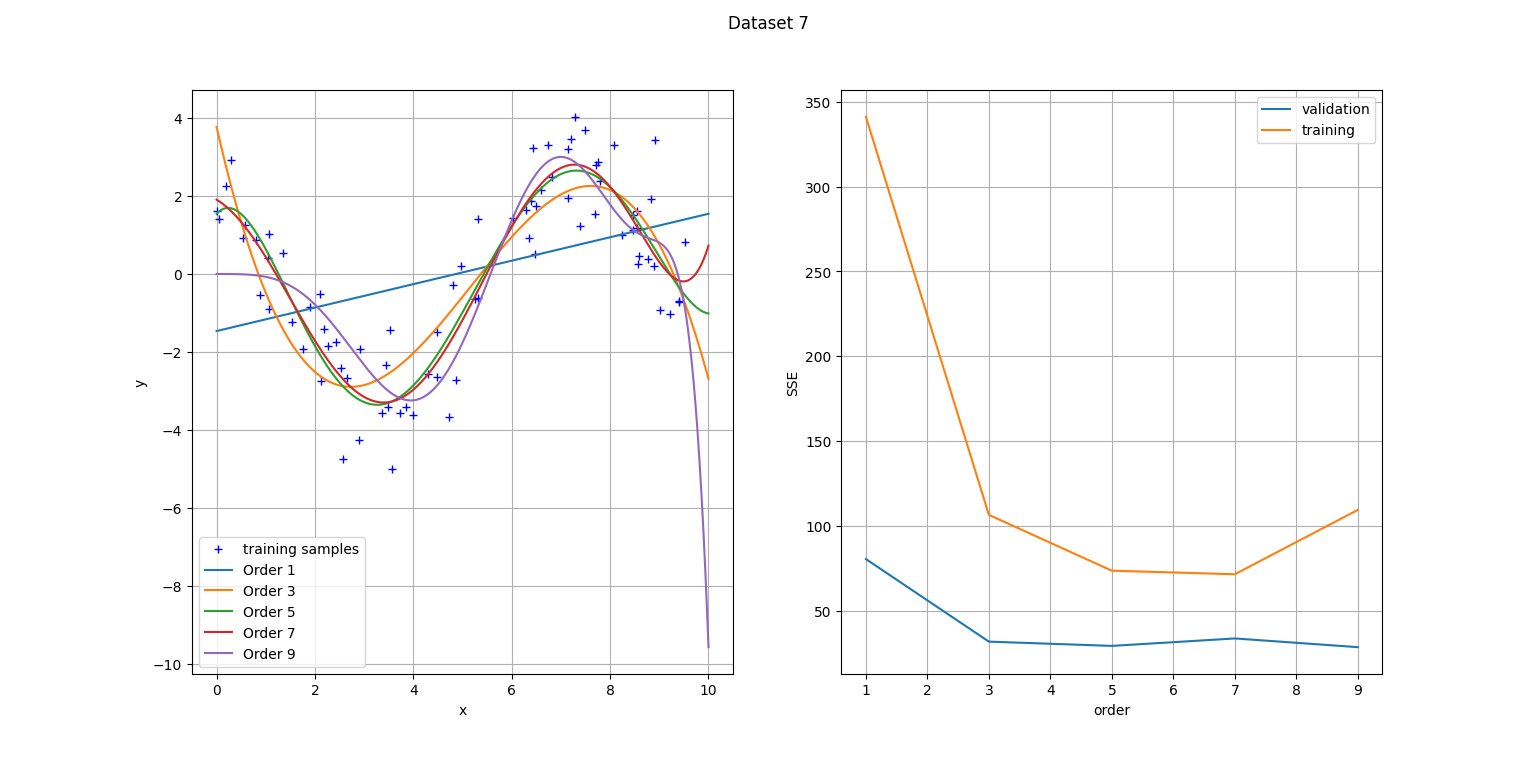 Dataset 7
4
2
0
−2
−4
−6
−8
−10
y
training samples
Order 1
Order 3
Order 5
Order 7
Order 9
0 2 4 6 8 10
x
350
300
250
200
150
100
50
SSE
validation
training
1 2 3 4 5 6 7 8 9
order